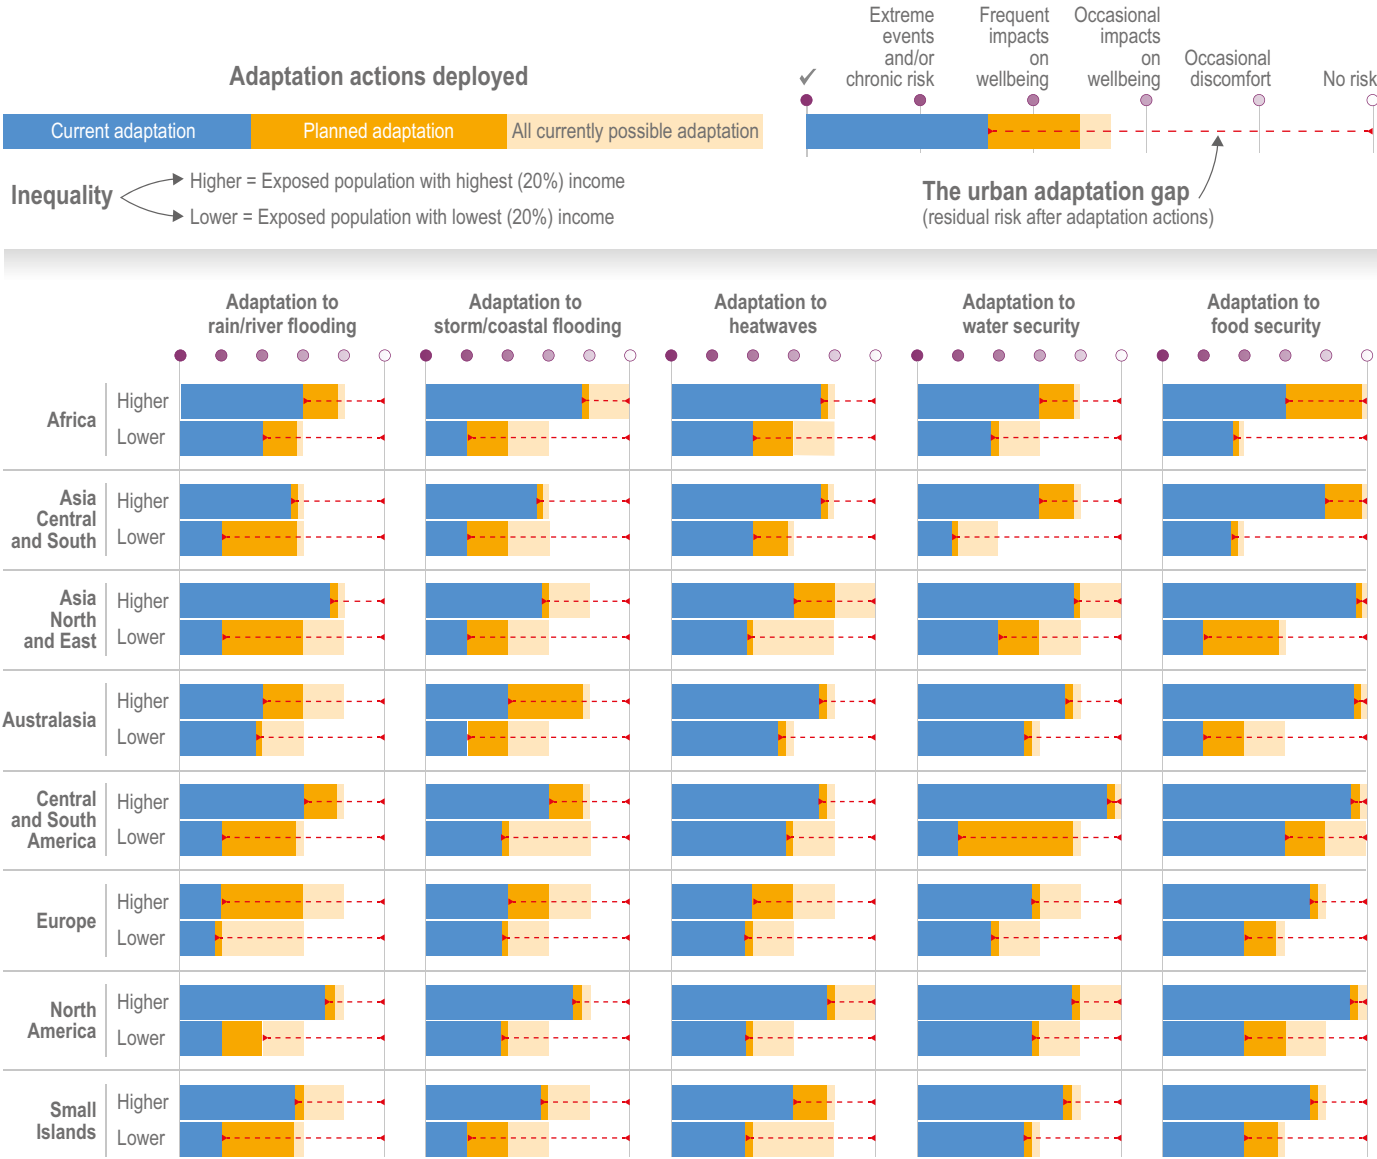 Adaptation actions deployed
Current adaptation
Planned adaptation
All currently possible adaptation
Inequality
Higher = Exposed population with highest (20%) income
Lower = Exposed population with lowest (20%) income
✓
Extreme
events
and/or
chronic risk
Frequent
impacts
on
wellbeing
Occasional
impacts
on
wellbeing
Occasional
discomfort
No risk
The urban adaptation gap
(residual risk after adaptation actions)
Adaptation to
rain/river flooding
Adaptation to
storm/coastal flooding
Adaptation to
heatwaves
Adaptation to
water security
Adaptation to
food security
Africa
Higher
Lower
Asia
Central
and South
Higher
Lower
Asia
North
and East
Higher
Lower
Australasia
Higher
Lower
Central
and South
America
Higher
Lower
Europe
Higher
Lower
North
America
Higher
Lower
Small
Islands
Higher
Lower